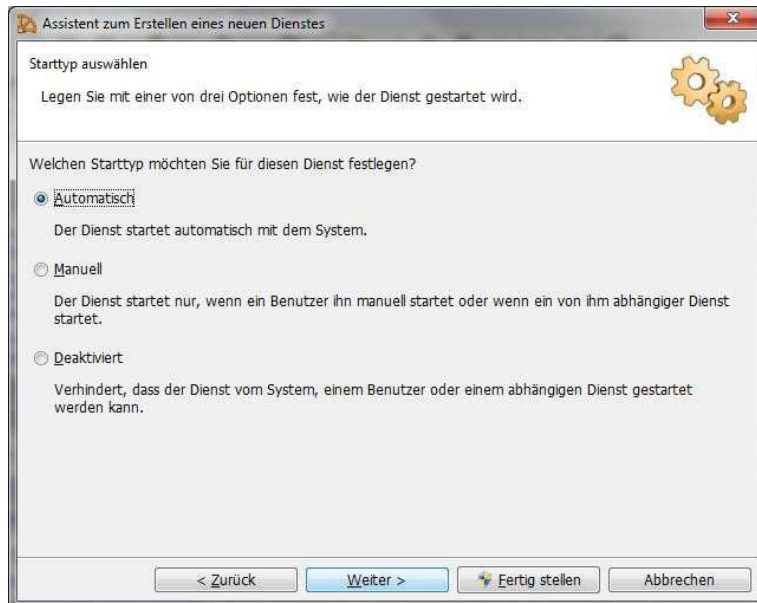 Assistent zum Erstellen eines neuen Dienstes
Starttyp auswählen
Legen Sie mit einer von drei Optionen fest, wie der Dienst gestartet wird.
Welchen Starttyp möchten Sie für diesen Dienst festlegen?
Automatisch
Der Dienst startet automatisch mit dem System.
Manuell
Der Dienst startet nur, wenn ein Benutzer ihn manuell startet oder wenn ein von ihm abhängiger Dienst
startet.
Deaktiviert
Verhindert, dass der Dienst vom System, einem Benutzer oder einem abhängigen Dienst gestartet
werden kann.
< Zurück Weiter > Fertig stellen Abbrechen